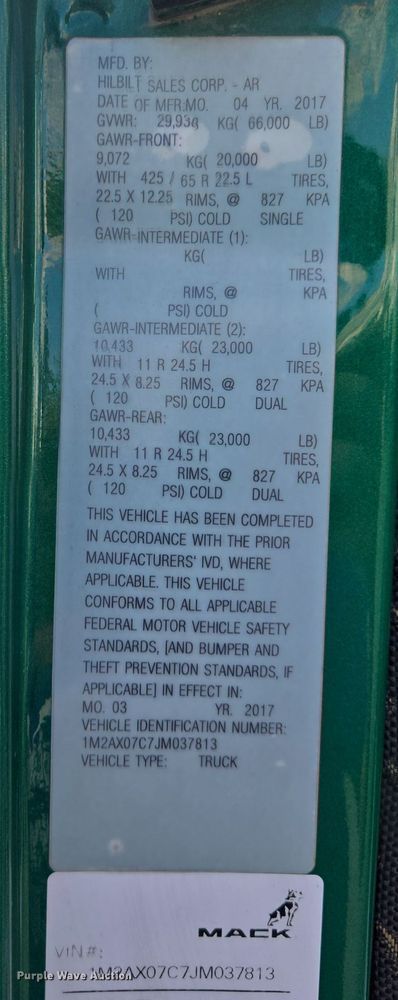 MFD. BY:
HILBILT SALES CORP. - AR
DATE OF MFR:MO. 04 YR. 2017
GVWR: 29,938 KG( 66,000 LB)
GAWR-FRONT:
9,072 KG( 20,000 LB)
WITH 425 / 65 R 22.5 L TIRES,
22.5 X 12.25 RIMS, @ 827 KPA
( 120 PSI) COLD SINGLE
GAWR-INTERMEDIATE (1):
KG( LB)
WITH TIRES,
RIMS, @ KPA
( PSI) COLD
GAWR-INTERMEDIATE (2):
10,433 KG( 23,000 LB)
WITH 11 R 24.5 H TIRES,
24.5 X 8.25 RIMS, @ 827 KPA
( 120 PSI) COLD DUAL
GAWR-REAR:
10,433 KG( 23,000 LB)
WITH 11 R 24.5 H TIRES,
24.5 X 8.25 RIMS, @ 827 KPA
( 120 PSI) COLD DUAL
THIS VEHICLE HAS BEEN COMPLETED
IN ACCORDANCE WITH THE PRIOR
MANUFACTURERS' IVD, WHERE
APPLICABLE. THIS VEHICLE
CONFORMS TO ALL APPLICABLE
FEDERAL MOTOR VEHICLE SAFETY
STANDARDS, [AND BUMPER AND
THEFT PREVENTION STANDARDS, IF
APPLICABLE] IN EFFECT IN:
MO. 03 YR. 2017
VEHICLE IDENTIFICATION NUMBER:
1M2AX07C7JM037813
VEHICLE TYPE: TRUCK
MACK
VIN#:
1M2AX07C7JM037813
Purple Wave Auction